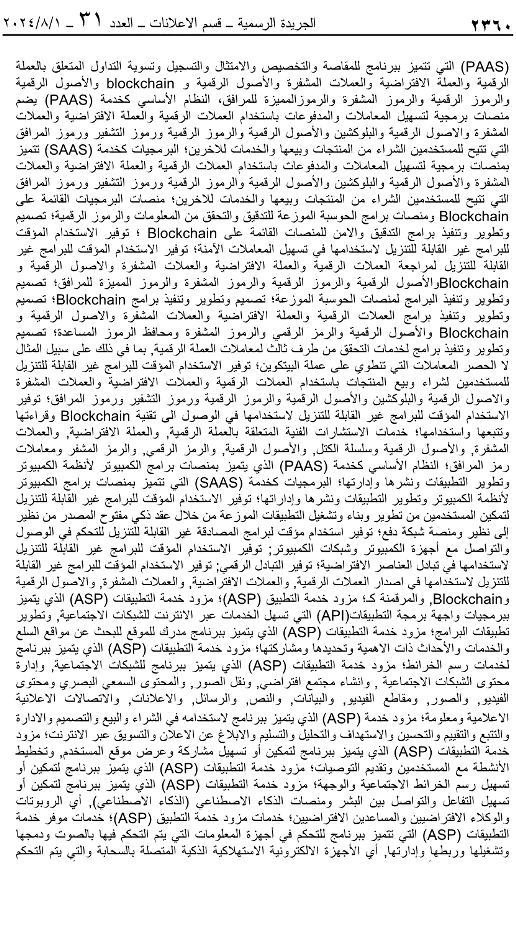 ٢٣٦٠ الجريدة الرسمية – قسم الاعلانات – العدد ٣١ – ٢٠٢٤/٨/١
(PAAS) التي تتميز ببرنامج للمقاصة والتخصيص والامتثال والتسجيل وتسوية التداول المتعلق بالعملة
الرقمية والعملة الافتراضية والعملات المشفرة والأصول الرقمية و blockchain والأصول الرقمية
والرموز الرقمية والرموز المشفرة والرموزالمميزة للمرافق، النظام الأساسي كخدمة (PAAS) يضم
منصات برمجية لتسهيل المعاملات والمدفوعات باستخدام العملات الرقمية والعملة الافتراضية والعملات
المشفرة والاصول الرقمية والبلوكشين والأصول الرقمية والرموز الرقمية ورموز التشفير ورموز المرافق
التي تتيح للمستخدمين الشراء من المنتجات وبيعها والخدمات للاخرين؛ البرمجيات كخدمة (SAAS) تتميز
بمنصات برمجية لتسهيل المعاملات والمدفوعات باستخدام العملات الرقمية والعملة الافتراضية والعملات
المشفرة والأصول الرقمية والبلوكشين والأصول الرقمية والرموز الرقمية ورموز التشفير ورموز المرافق
التي تتيح للمستخدمين الشراء من المنتجات وبيعها والخدمات للاخرين؛ منصات البرمجيات القائمة على
Blockchain ومنصات برامج الحوسبة الموزعة للتدقيق والتحقق من المعلومات والرموز الرقمية؛ تصميم
وتطوير وتنفيذ برامج التدقيق والامن للمنصات القائمة على Blockchain ؛ توفير الاستخدام المؤقت
للبرامج غير القابلة للتنزيل لاستخدامها في تسهيل المعاملات الأمنة؛ توفير الاستخدام المؤقت للبرامج غير
القابلة للتنزيل لمراجعة العملات الرقمية والعملة الافتراضية والعملات المشفرة والاصول الرقمية و
Blockchainوالأصول الرقمية والرموز الرقمية والرموز المشفرة والرموز المميزة للمرافق؛ تصميم
وتطوير وتنفيذ البرامج لمنصات الحوسبة الموزعة؛ تصميم وتطوير وتنفيذ برامج Blockchain؛ تصميم
وتطوير وتنفيذ برامج العملة الرقمية والعملة الافتراضية والعملات المشفرة والاصول الرقمية و
Blockchain والأصول الرقمية والرمز الرقمي والرموز المشفرة ومحافظ الرموز المساعدة؛ تصميم
وتطوير وتنفيذ برامج لخدمات التحقق من طرف ثالث لمعاملات العملة الرقمية, بما في ذلك على سبيل المثال
لا الحصر المعاملات التي تنطوي على عملة البيتكوين؛ توفير الاستخدام المؤقت للبرامج غير القابلة للتنزيل
للمستخدمين لشراء وبيع المنتجات باستخدام العملات الرقمية والعملات الافتراضية والعملات المشفرة
والاصول الرقمية والبلوكشين والأصول الرقمية والرموز الرقمية ورموز التشفير ورموز المرافق؛ توفير
الاستخدام المؤقت للبرامج غير القابلة للتنزيل لاستخدامها في الوصول الى تقنية Blockchain وقراءتها
وتتبعها واستخدامها؛ خدمات الاستشارات الفنية المتعلقة بالعملة الرقمية, والعملة الافتراضية, والعملات
المشفرة, والأصول الرقمية وسلسلة الكتل, والأصول الرقمية, والرمز الرقمي, والرمز المشفر ومعاملات
رمز المرافق؛ النظام الأساسي كخدمة (PAAS) الذي يتميز بمنصات برامج الكمبيوتر لأنظمة الكمبيوتر
وتطوير التطبيقات ونشرها وإدارتها؛ البرمجيات كخدمة (SAAS) التي تتميز بمنصات برامج الكمبيوتر
لأنظمة الكمبيوتر وتطوير التطبيقات ونشرها وإداراتها؛ توفير الاستخدام المؤقت للبرامج غير القابلة للتنزيل
لتمكين المستخدمين من تطوير وبناء وتشغيل التطبيقات الموزعة من خلال عقد ذكي مفتوح المصدر من نظير
إلى نظير ومنصة شبكة دفع؛ توفير استخدام مؤقت لبرامج المصادقة غير القابلة للتنزيل للتحكم في الوصول
والتواصل مع أجهزة الكمبيوتر وشبكات الكمبيوتر؛ توفير الاستخدام المؤقت للبرامج غير القابلة للتنزيل
لاستخدامها في تبادل العناصر الافتراضية؛ توفير التبادل الرقمي؛ توفير الاستخدام المؤقت للبرامج غير القابلة
للتنزيل لاستخدامها في اصدار العملات الرقمية, والعملات الافتراضية, والعملات المشفرة, والاصول الرقمية
وBlockchain, والمرقمنة كـ؛ مزود خدمة التطبيق (ASP)؛ مزود خدمة التطبيقات (ASP) الذي يتميز
ببرمجيات واجهة برمجة التطبيقات(API) التي تسهل الخدمات عبر الانترنت للشبكات الاجتماعية, وتطوير
تطبيقات البرامج؛ مزود خدمة التطبيقات (ASP) الذي يتميز ببرنامج مدرك للموقع للبحث عن مواقع السلع
والخدمات والأحداث ذات الاهمية وتحديدها ومشاركتها؛ مزود خدمة التطبيقات (ASP) الذي يتميز ببرنامج
لخدمات رسم الخرائط؛ مزود خدمة التطبيقات (ASP) الذي يتميز ببرنامج للشبكات الاجتماعية, وإدارة
محتوى الشبكات الاجتماعية , وانشاء مجتمع افتراضي, ونقل الصور, والمحتوى السمعي البصري ومحتوى
الفيديو, والصور, ومقاطع الفيديو, والبيانات, والنص, والرسائل, والاعلانات, والاتصالات الاعلانية
الاعلامية ومعلومة؛ مزود خدمة (ASP) الذي يتميز ببرنامج لاستخدامه في الشراء والبيع والتصميم والادارة
والتتبع والتقييم والتحسين والاستهداف والتحليل والتسليم والابلاغ عن الاعلان والتسويق عبر الانترنت؛ مزود
خدمة التطبيقات (ASP) الذي يتميز ببرنامج لتمكين أو تسهيل مشاركة وعرض موقع المستخدم, وتخطيط
الأنشطة مع المستخدمين وتقديم التوصيات؛ مزود خدمة التطبيقات (ASP) الذي يتميز ببرنامج لتمكين أو
تسهيل رسم الخرائط الاجتماعية والوجهة؛ مزود خدمة التطبيقات (ASP) الذي يتميز ببرنامج لتمكين أو
تسهيل التفاعل والتواصل بين البشر ومنصات الذكاء الاصطناعي (الذكاء الاصطناعي), أي الروبوتات
والوكلاء الافتراضيين والمساعدين الافتراضيين؛ خدمات مزود خدمة التطبيق (ASP)؛ خدمات موفر خدمة
التطبيقات (ASP) التي تتميز ببرنامج للتحكم في أجهزة المعلومات التي يتم التحكم فيها بالصوت ودمجها
وتشغيلها وربطها وإدارتها, أي الأجهزة الالكترونية الاستهلاكية الذكية المتصلة بالسحابة والتي يتم التحكم